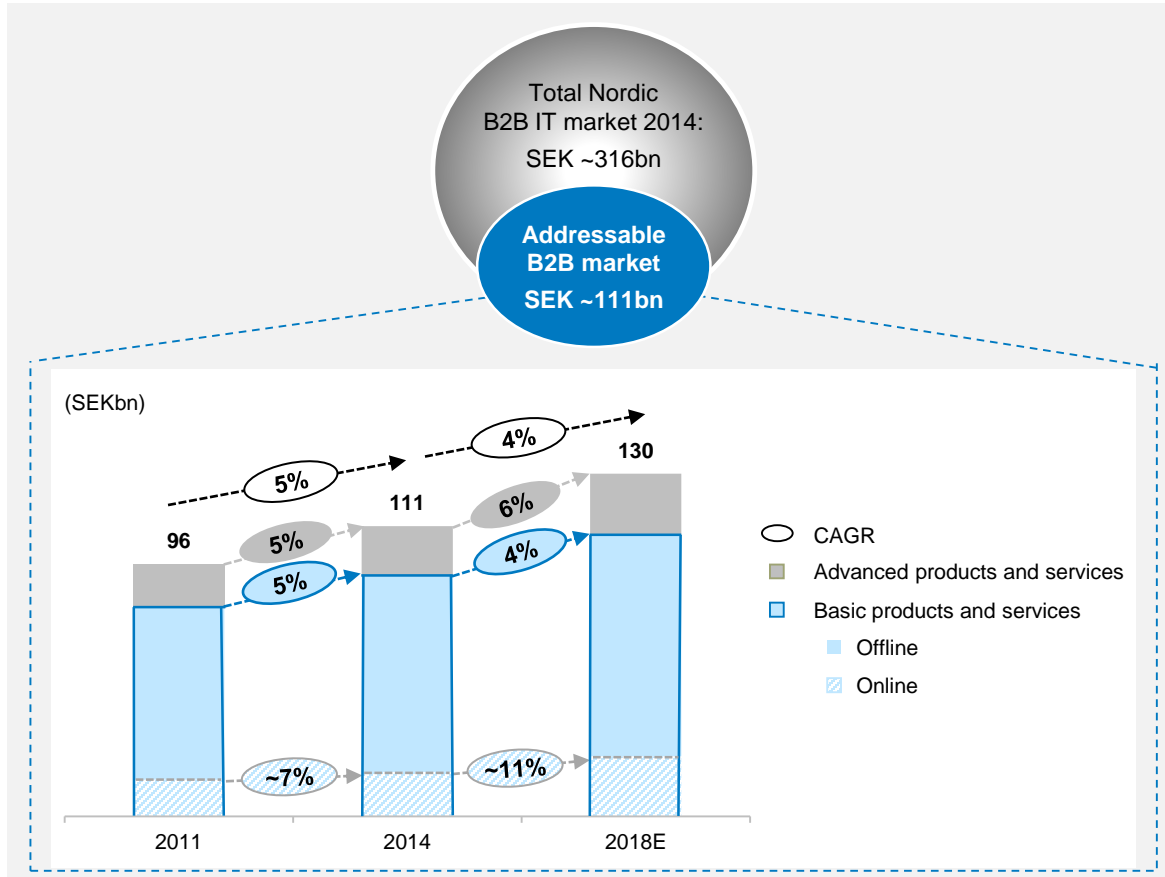 Total Nordic
B2B IT market 2014:
SEK ~316bn
Addressable
B2B market
SEK ~111bn
(SEKbn)
4%
130
5%
111
6%
96
5%
4%
5%
CAGR
Advanced products and services
Basic products and services
Offline
Online
~7%
~11%
2011
2014
2018E